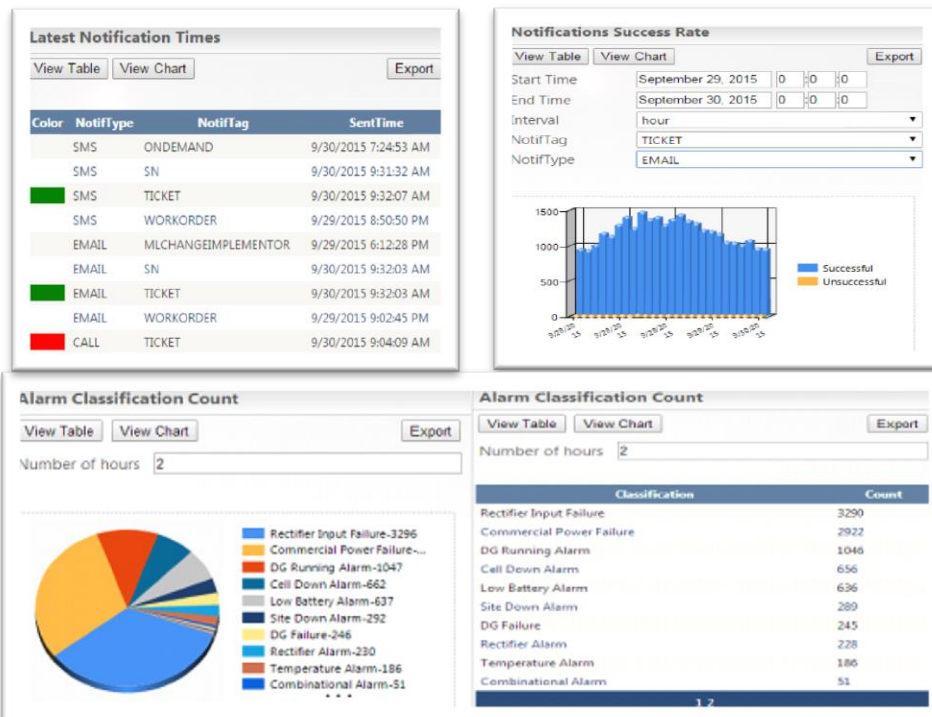 Latest Notification Times
View Table View Chart Export
Color NotifType NotifTag SentTime
SMS ONDEMAND 9/30/2015 7:24:53 AM
SMS SN 9/30/2015 9:31:32 AM
SMS TICKET 9/30/2015 9:32:07 AM
SMS WORKORDER 9/29/2015 8:50:50 PM
EMAIL MLCHANGEIMPLEMENTOR 9/29/2015 6:12:28 PM
EMAIL SN 9/30/2015 9:32:03 AM
EMAIL TICKET 9/30/2015 9:32:03 AM
EMAIL WORKORDER 9/29/2015 9:02:45 PM
CALL TICKET 9/30/2015 9:04:09 AM
Notifications Success Rate
View Table View Chart Export
Start Time September 29, 2015 0 :0 :0
End Time September 30, 2015 0 :0 :0
Interval hour
NotifTag TICKET
NotifType EMAIL
1500
1000
500
0
Successful
Unsuccessful
Alarm Classification Count
View Table View Chart Export
Number of hours 2
Rectifier Input Failure-3296
Commercial Power Failure-...
DG Running Alarm-1047
Cell Down Alarm-662
Low Battery Alarm-637
Site Down Alarm-292
DG Failure-246
Rectifier Alarm-230
Temperature Alarm-186
Combinational Alarm-51
Alarm Classification Count
View Table View Chart Export
Number of hours 2
Classification Count
Rectifier Input Failure 3290
Commercial Power Failure 2922
DG Running Alarm 1046
Cell Down Alarm 656
Low Battery Alarm 636
Site Down Alarm 289
DG Failure 245
Rectifier Alarm 228
Temperature Alarm 186
Combinational Alarm 51
1 2